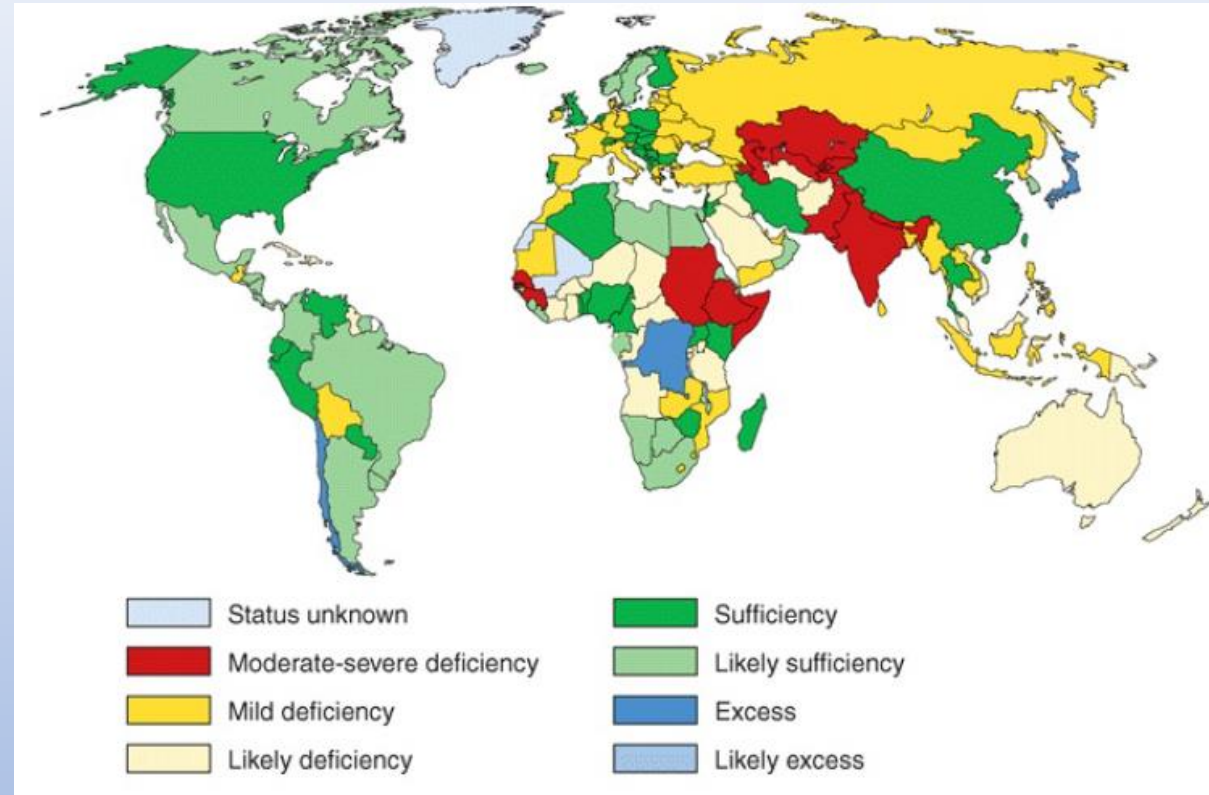 Status unknown
Moderate-severe deficiency
Mild deficiency
Likely deficiency
Sufficiency
Likely sufficiency
Excess
Likely excess